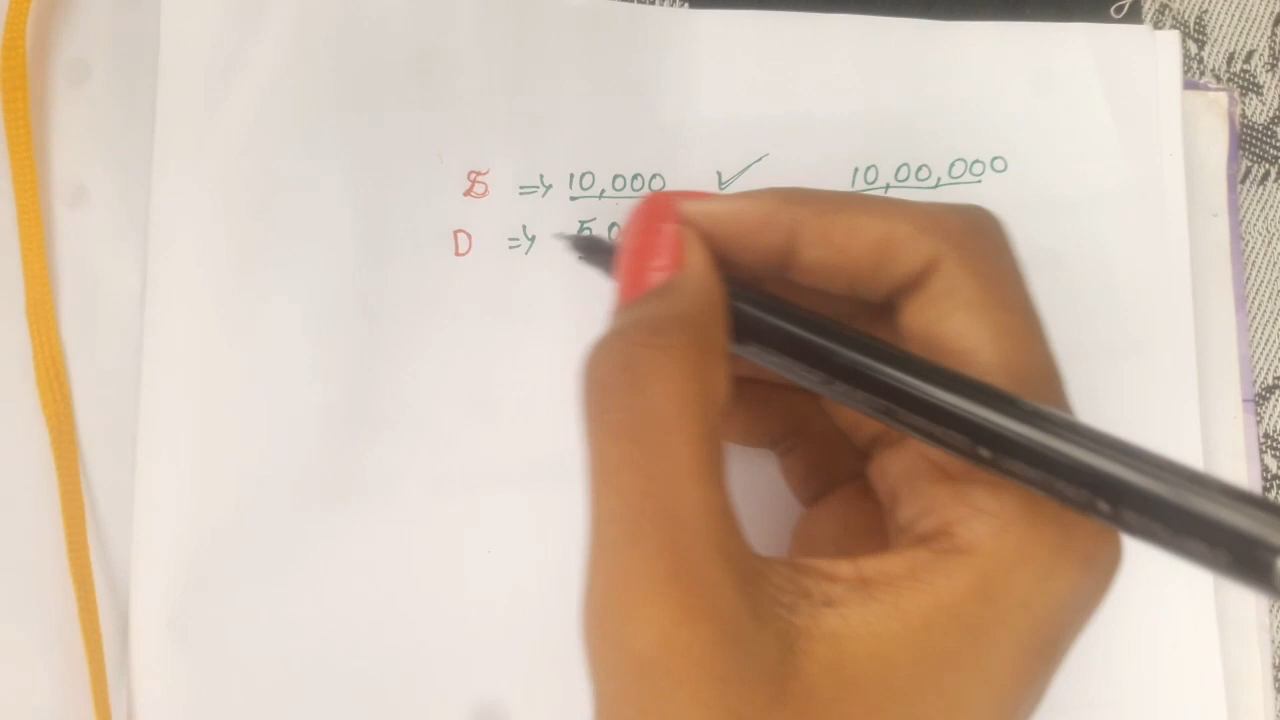 S => 10,000 ✓ 10,00,000
D =>